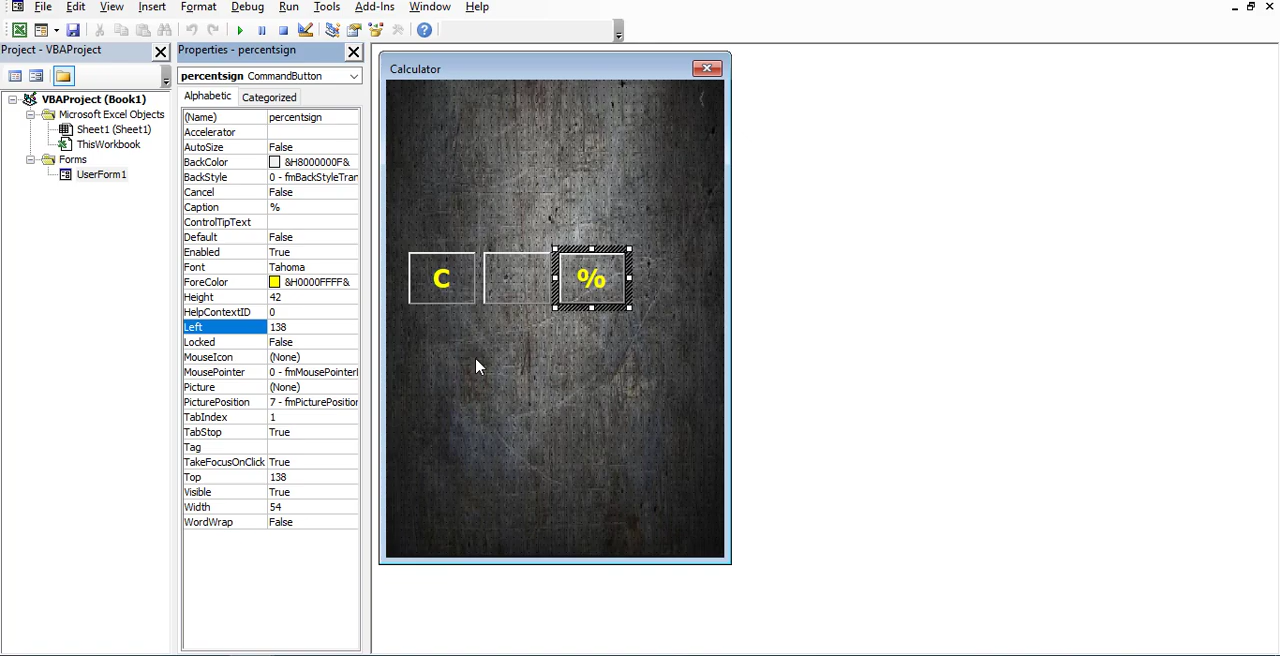 File Edit View Insert Format Debug Run Tools Add-Ins Window Help
Project - VBAProject
Properties - percentsign
percentsign CommandButton
Alphabetic Categorized
VBAProject (Book1)
Microsoft Excel Objects
Sheet1 (Sheet1)
ThisWorkbook
Forms
UserForm1
(Name) percentsign
Accelerator
AutoSize False
BackColor &H8000000F&
BackStyle 0 - fmBackStyleTran
Cancel False
Caption %
ControlTipText
Default False
Enabled True
Font Tahoma
ForeColor &H0000FFFF&
Height 42
HelpContextID 0
Left 138
Locked False
MouseIcon (None)
MousePointer 0 - fmMousePointerI
Picture (None)
PicturePosition 7 - fmPicturePosition
TabIndex 1
TabStop True
Tag
TakeFocusOnClick True
Top 138
Visible True
Width 54
WordWrap False
Calculator
C %